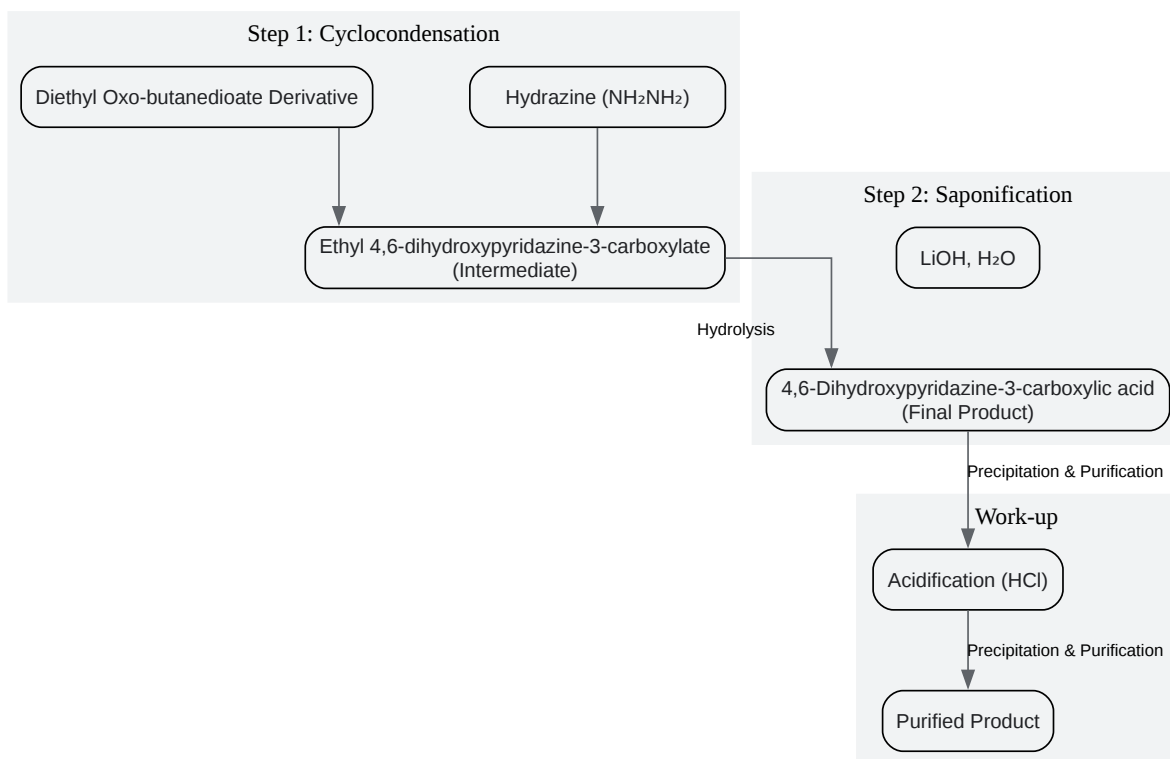 Step 1: Cyclocondensation
Diethyl Oxo-butanedioate Derivative
Hydrazine (NH₂NH₂)
Ethyl 4,6-dihydroxypyridazine-3-carboxylate
(Intermediate)
Step 2: Saponification
LiOH, H₂O
Hydrolysis
4,6-Dihydroxypyridazine-3-carboxylic acid
(Final Product)
Precipitation & Purification
Work-up
Acidification (HCl)
Precipitation & Purification
Purified Product